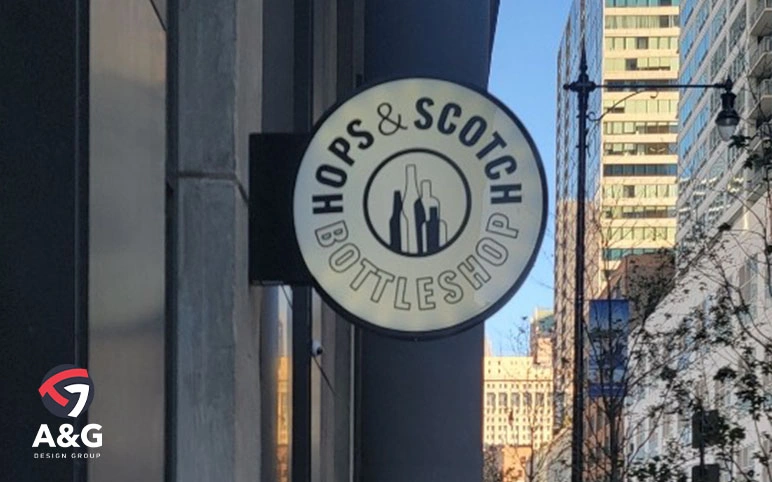 HOPS & SCOTCH
BOTTLESHOP
A&G
DESIGN GROUP